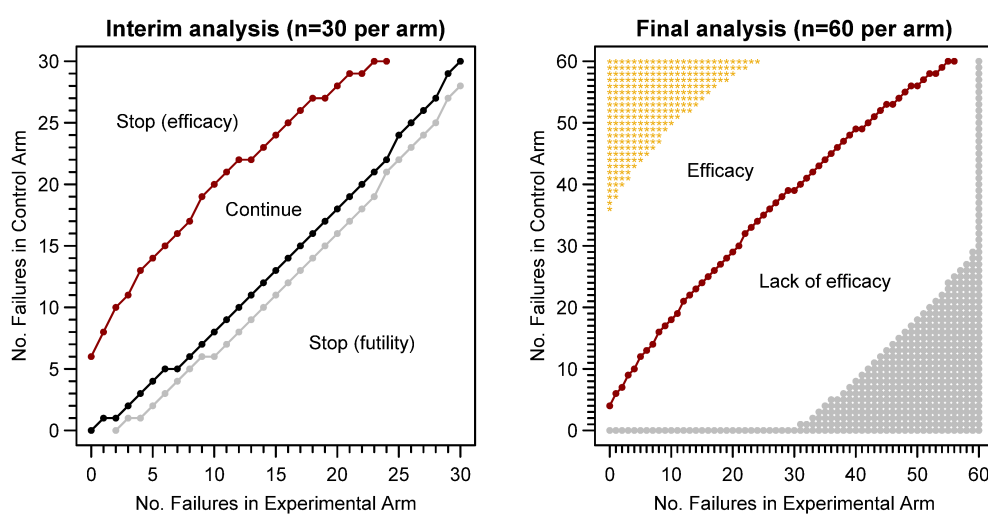 Interim analysis (n=30 per arm)
No. Failures in Control Arm
30
25
20
15
10
5
0
Stop (efficacy)
Continue
Stop (futility)
0 5 10 15 20 25 30
No. Failures in Experimental Arm
Final analysis (n=60 per arm)
No. Failures in Control Arm
60
50
40
30
20
10
0
Efficacy
Lack of efficacy
0 10 20 30 40 50 60
No. Failures in Experimental Arm